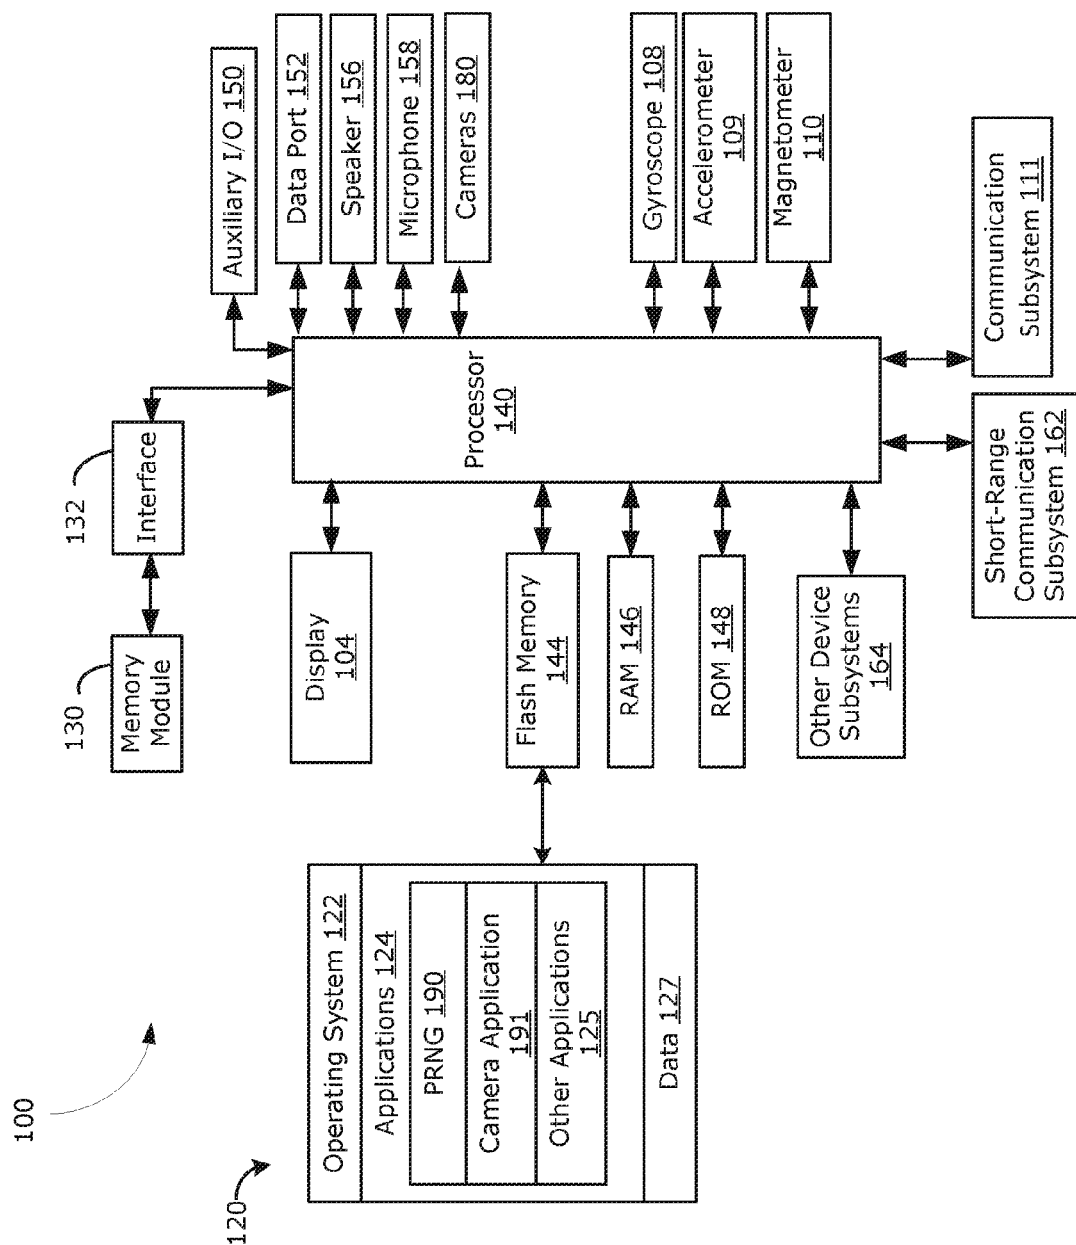 100
120
Operating System 122
Applications 124
PRNG 190
Camera Application
191
Other Applications
125
Data 127
130
Memory
Module
132
Interface
Display
104
Flash Memory
144
RAM 146
ROM 148
Other Device
Subsystems
164
Processor
140
Auxiliary I/O 150
Data Port 152
Speaker 156
Microphone 158
Cameras 180
Gyroscope 108
Accelerometer
109
Magnetometer
110
Short-Range
Communication
Subsystem 162
Communication
Subsystem 111